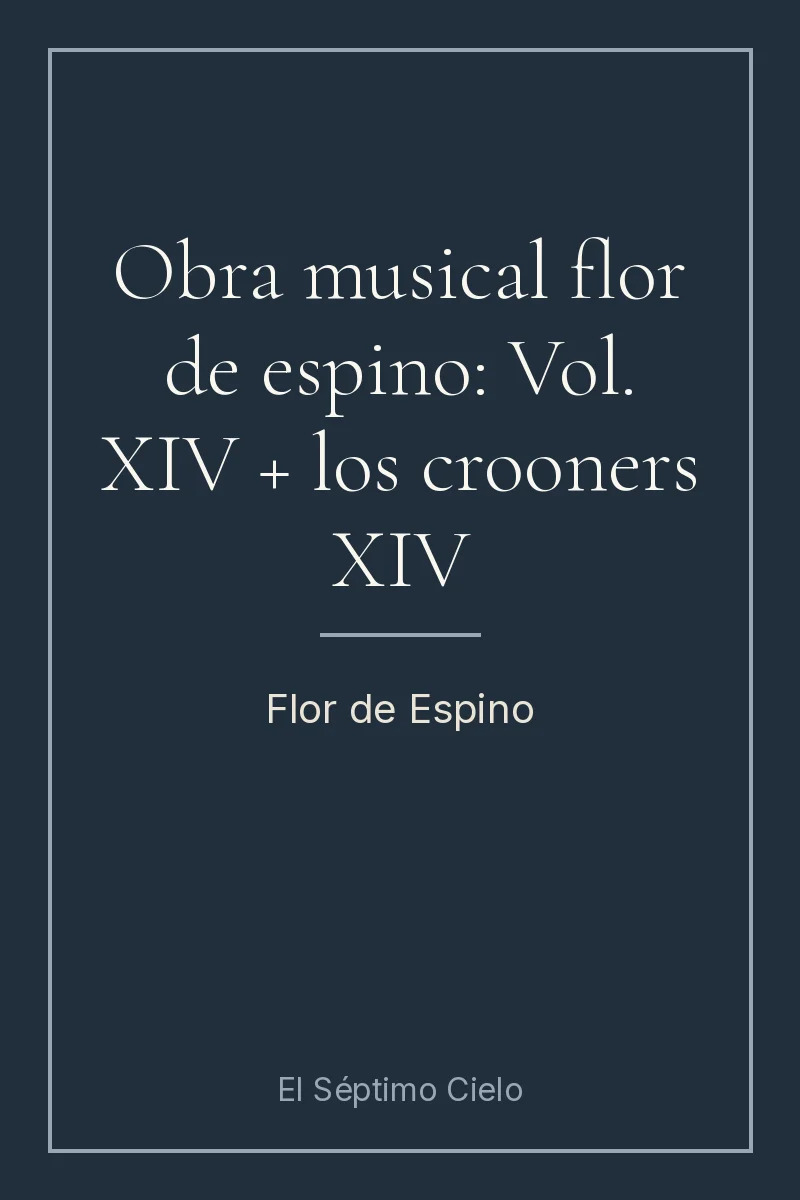 Obra musical flor
de espino: Vol.
XIV + los crooners
XIV
Flor de Espino
El Séptimo Cielo